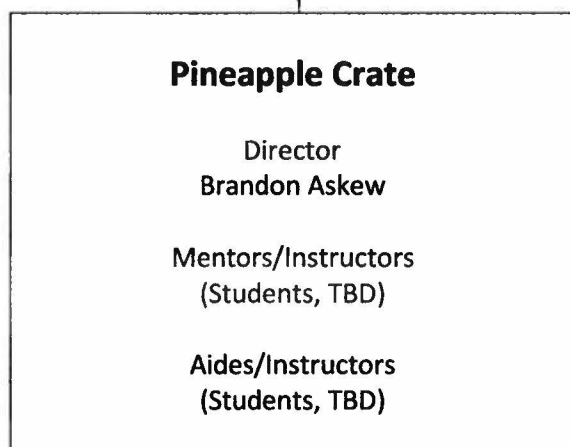 Pineapple Crate
Director
Brandon Askew
Mentors/Instructors
(Students, TBD)
Aides/Instructors
(Students, TBD)